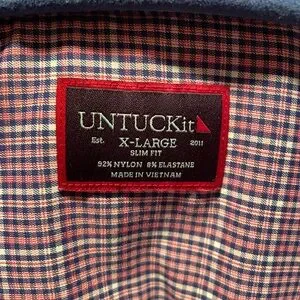 UNTUCKit
Est. X-LARGE 2011
SLIM FIT
92% NYLON 8% ELASTANE
MADE IN VIETNAM